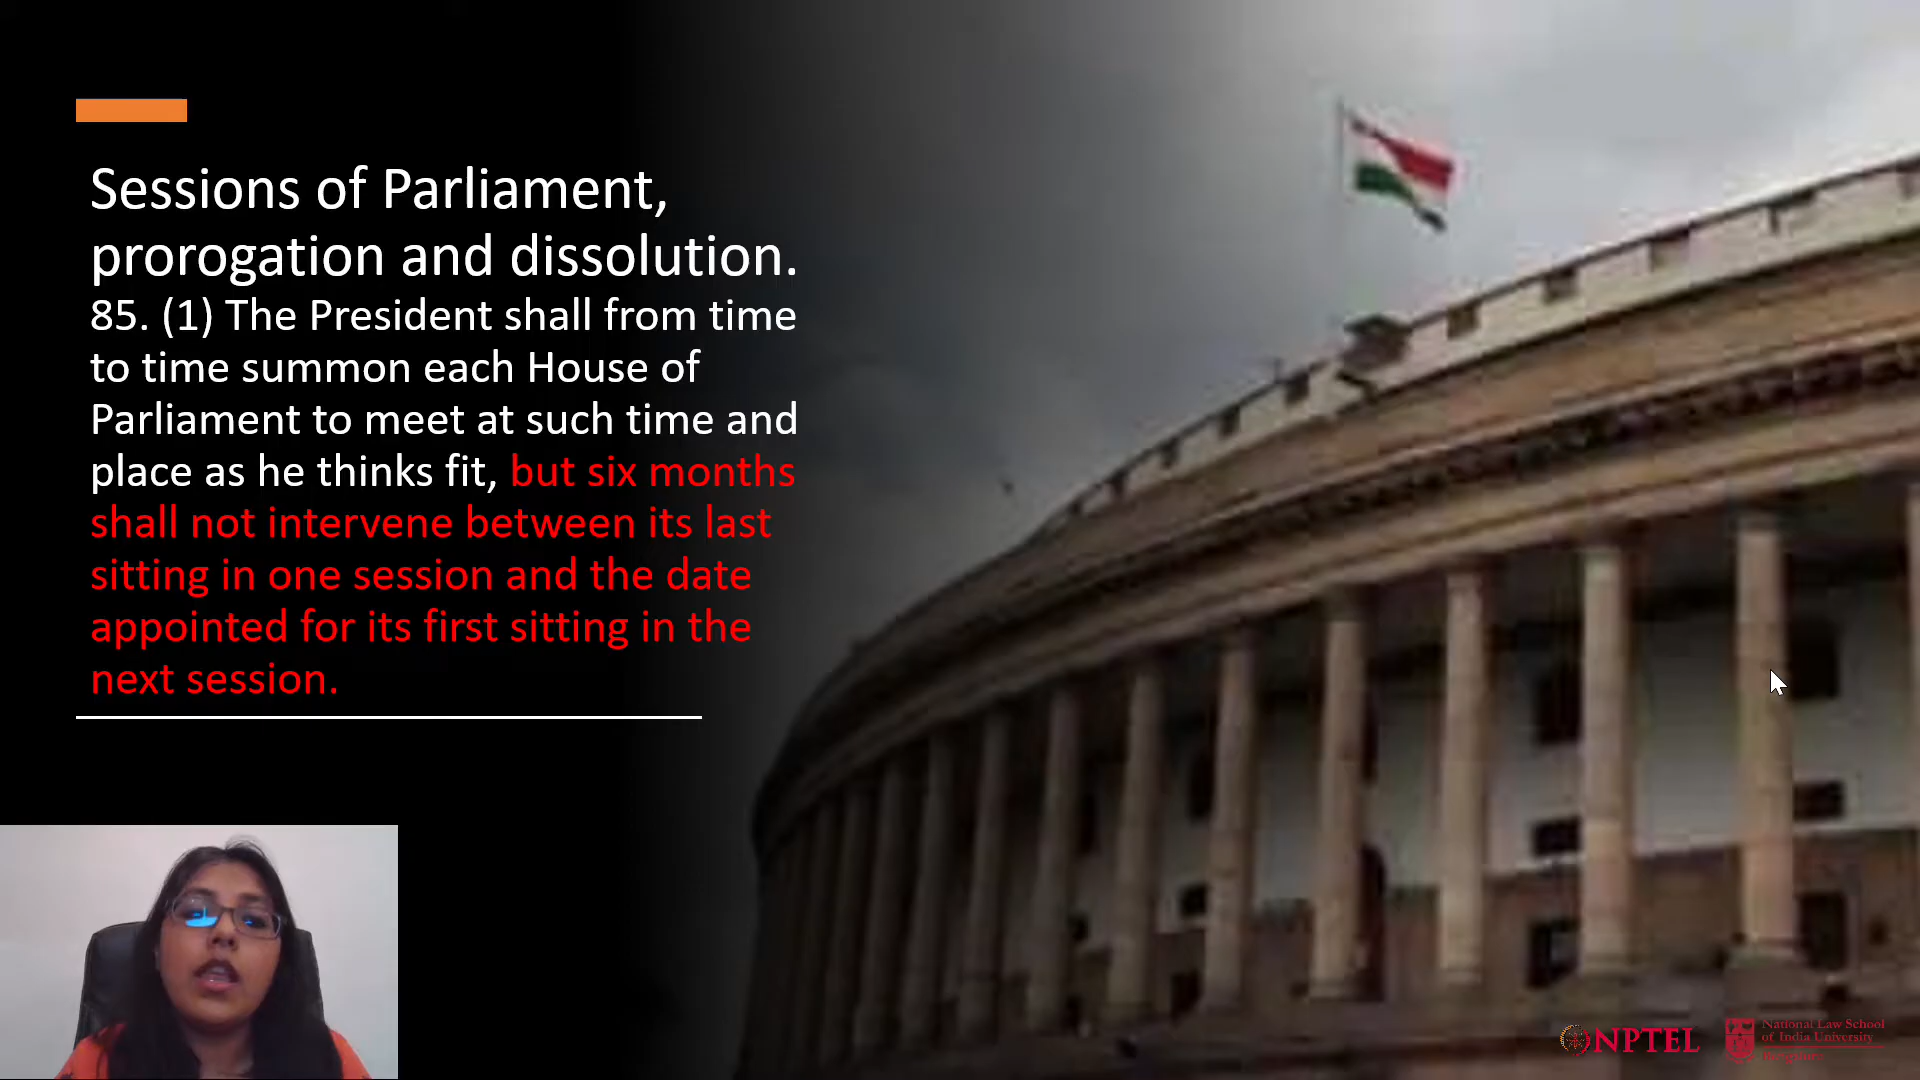 Sessions of Parliament,
prorogation and dissolution.
85. (1) The President shall from time
to time summon each House of
Parliament to meet at such time and
place as he thinks fit, but six months
shall not intervene between its last
sitting in one session and the date
appointed for its first sitting in the
next session.
NPTEL
National Law School
of India University
Bengaluru